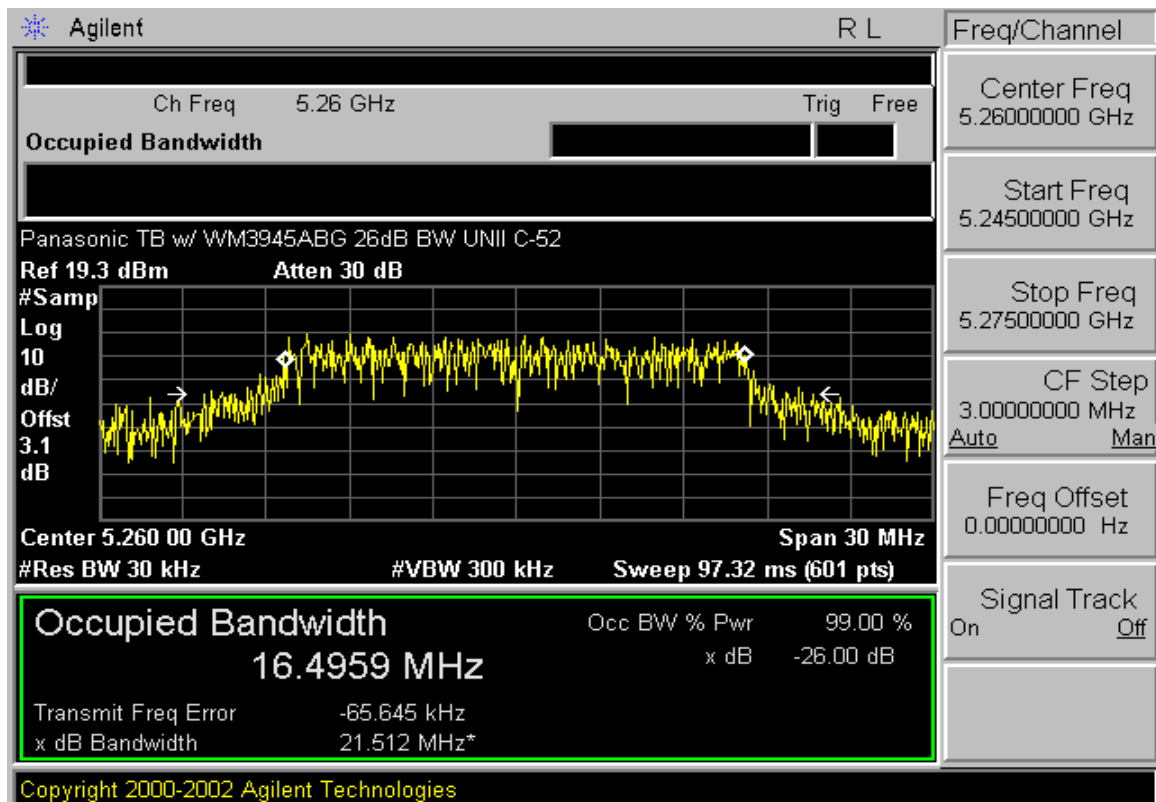 Agilent R L
Ch Freq 5.26 GHz Trig Free
Occupied Bandwidth
Panasonic TB w/ WM3945ABG 26dB BW UNII C-52
Ref 19.3 dBm Atten 30 dB
#Samp
Log
10
dB/
Offst
3.1
dB
Center 5.260 00 GHz Span 30 MHz
#Res BW 30 kHz #VBW 300 kHz Sweep 97.32 ms (601 pts)
Occupied Bandwidth
16.4959 MHz
Occ BW % Pwr 99.00 %
x dB -26.00 dB
Transmit Freq Error -65.645 kHz
x dB Bandwidth 21.512 MHz*
Copyright 2000-2002 Agilent Technologies
Freq/Channel
Center Freq
5.26000000 GHz
Start Freq
5.24500000 GHz
Stop Freq
5.27500000 GHz
CF Step
3.00000000 MHz
Auto Man
Freq Offset
0.00000000 Hz
Signal Track
On Off